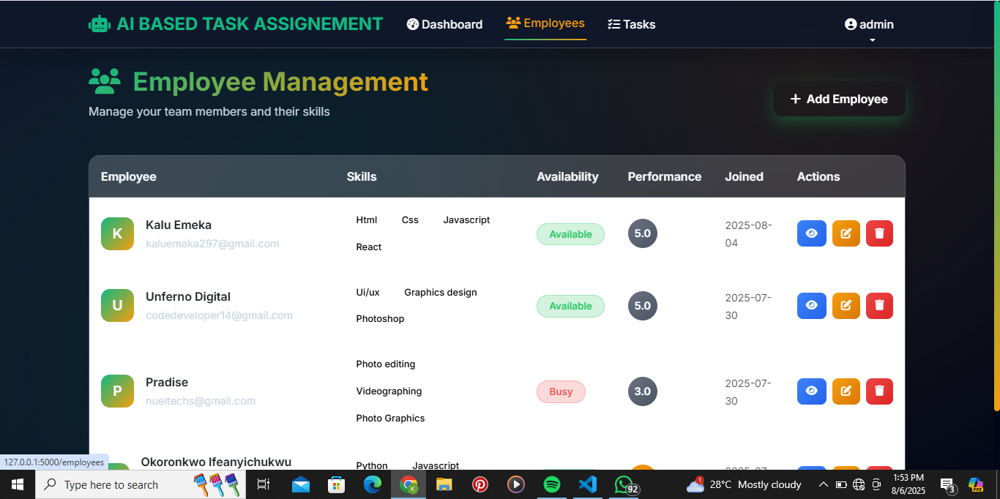 AI BASED TASK ASSIGNEMENT Dashboard Employees Tasks admin
Employee Management
Manage your team members and their skills
+ Add Employee
Employee Skills Availability Performance Joined Actions
K
Kalu Emeka
kaluemaka297@gmail.com
Html Css Javascript
React
Available
5.0
2025-08-
04
U
Unferno Digital
codedeveloper14@gmail.com
Ui/ux Graphics design
Photoshop
Available
5.0
2025-07-
30
P
Pradise
nueltechs@gmail.com
Photo editing
Videographing
Photo Graphics
Busy
3.0
2025-07-
30
Okoronkwo Ifeanyichukwu
Python Javascript
2025-07-
127.0.0.1:5000/employees
Type here to search
K
92
1
28°C Mostly cloudy
1:53 PM
8/6/2025
3
PRE